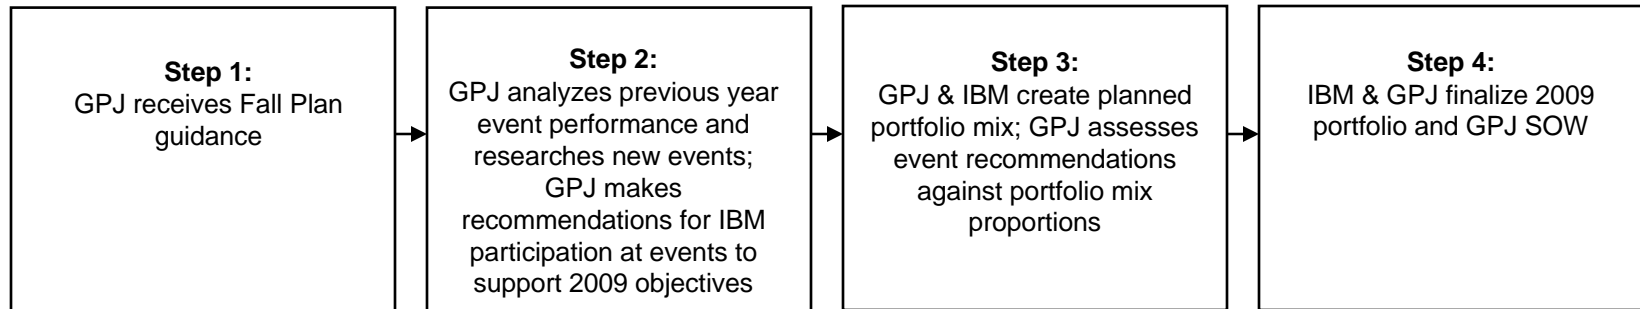 Step 1:
GPJ receives Fall Plan
guidance
Step 2:
GPJ analyzes previous year
event performance and
researches new events;
GPJ makes
recommendations for IBM
participation at events to
support 2009 objectives
Step 3:
GPJ & IBM create planned
portfolio mix; GPJ assesses
event recommendations
against portfolio mix
proportions
Step 4:
IBM & GPJ finalize 2009
portfolio and GPJ SOW